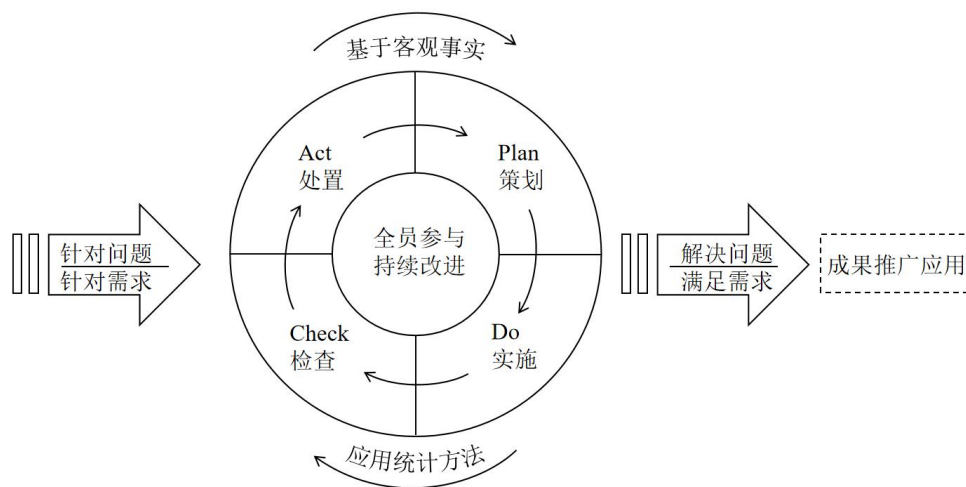 基于客观事实
Act
处置
Plan
策划
针对问题
针对需求
全员参与
持续改进
解决问题
满足需求
成果推广应用
Check
检查
Do
实施
应用统计方法